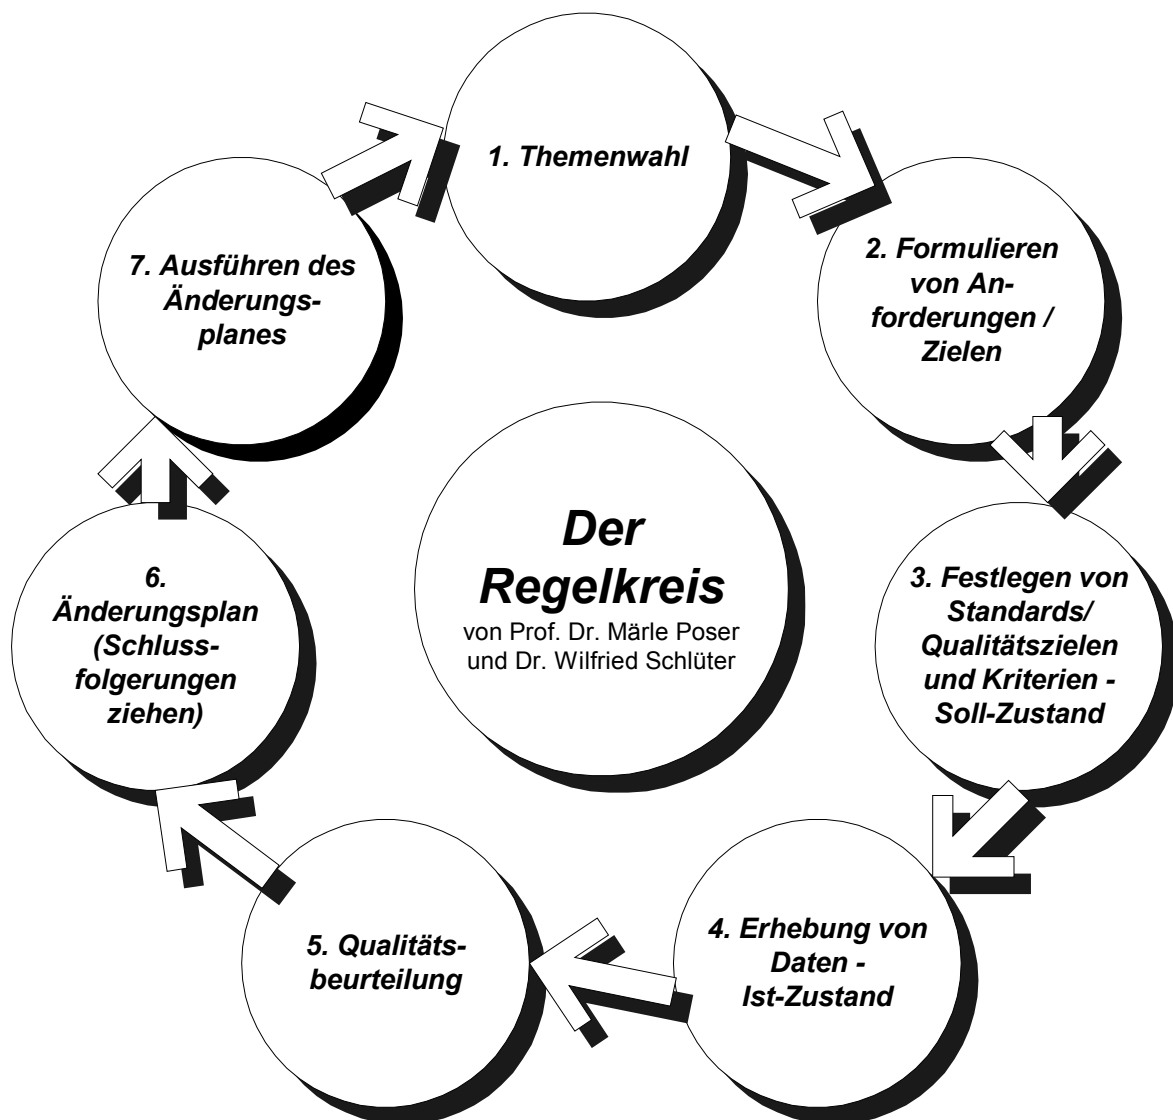 1. Themenwahl
2. Formulieren
von An-
forderungen /
Zielen
3. Festlegen von
Standards/
Qualitätszielen
und Kriterien -
Soll-Zustand
4. Erhebung von
Daten -
Ist-Zustand
5. Qualitäts-
beurteilung
6.
Änderungsplan
(Schluss-
folgerungen
ziehen)
7. Ausführen des
Änderungs-
planes
Der
Regelkreis
von Prof. Dr. Märle Poser
und Dr. Wilfried Schlüter